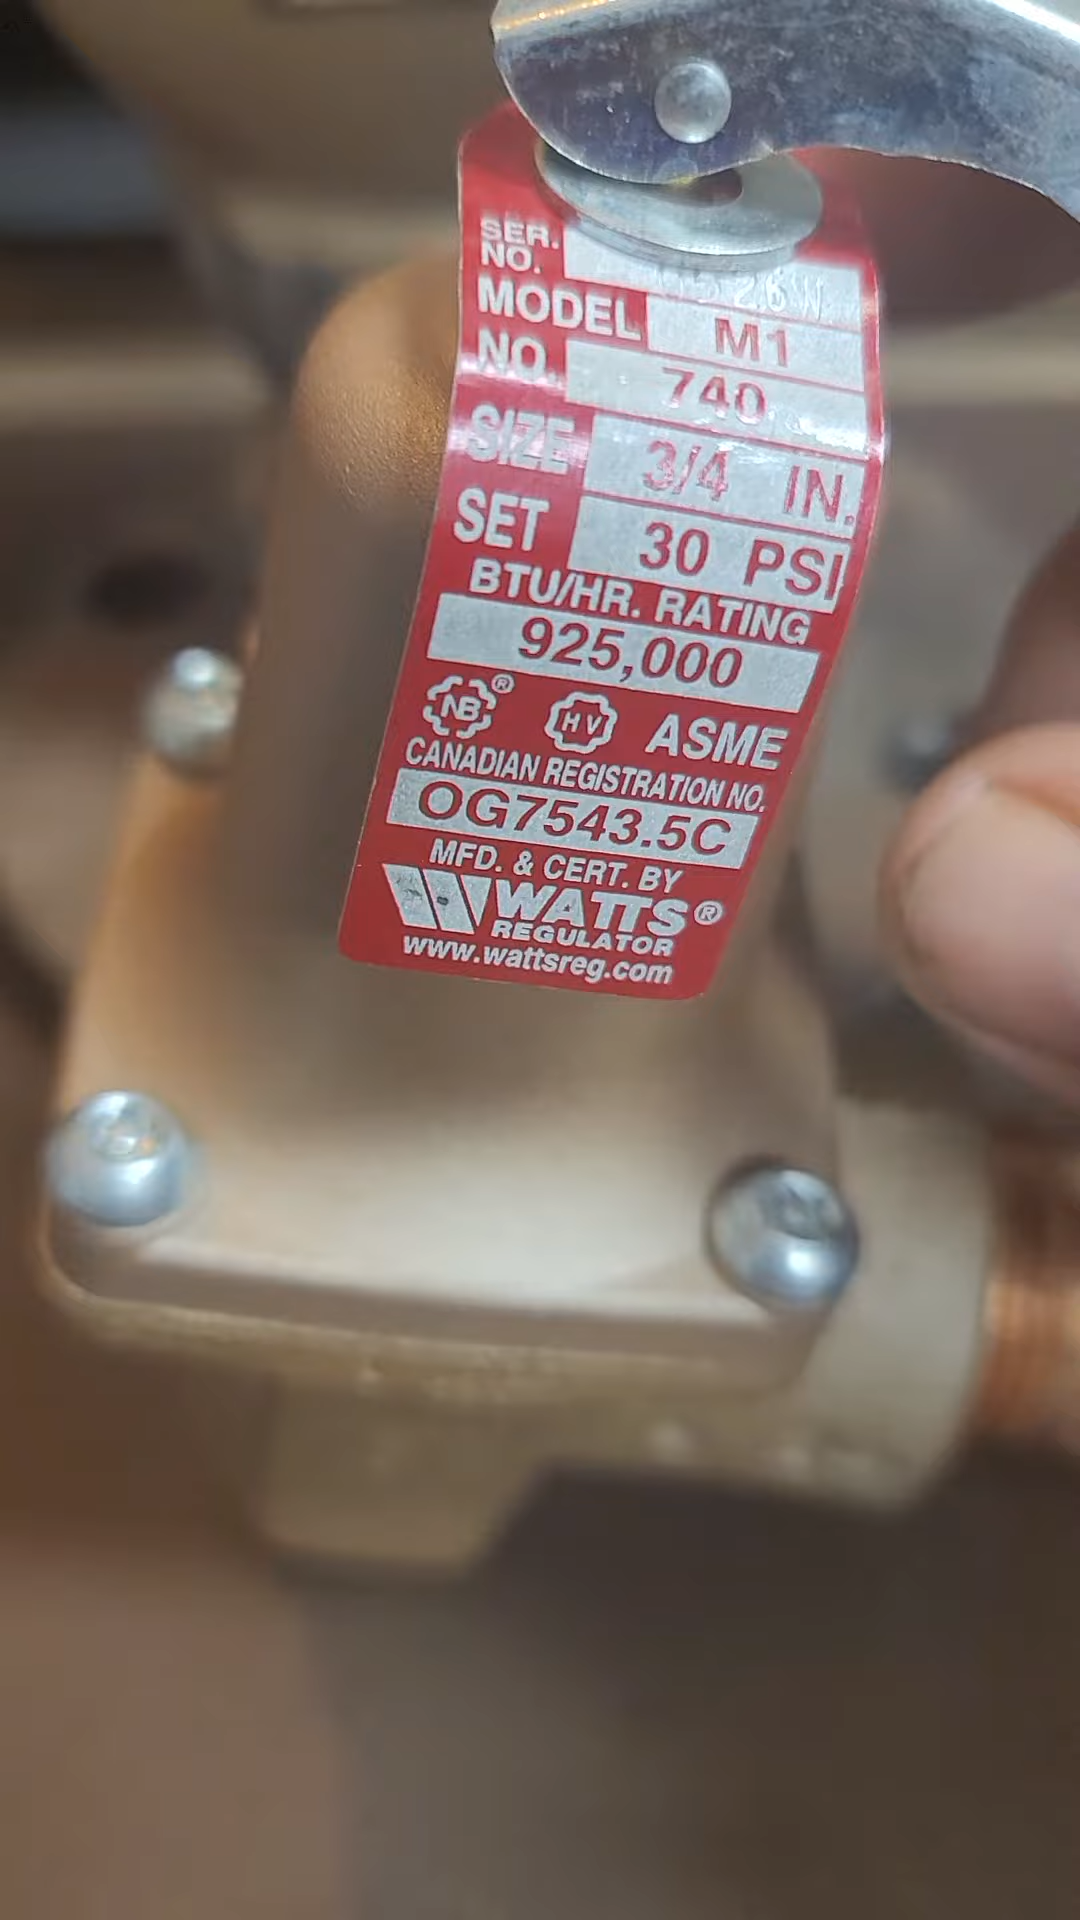 SER.
NO.
MODEL M1
NO. 740
SIZE 3/4 IN.
SET 30 PSI
BTU/HR. RATING
925,000
NB® HV ASME
CANADIAN REGISTRATION NO.
OG7543.5C
MFD. & CERT. BY
WATTS®
REGULATOR
www.wattsreg.com